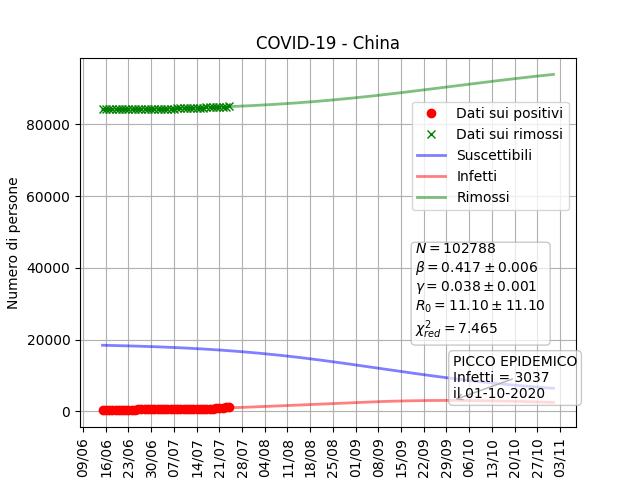 COVID-19 - China
Numero di persone
80000
60000
40000
20000
0
Dati sui positivi
Dati sui rimossi
Suscettibili
Infetti
Rimossi
N = 102788
β = 0.417 ± 0.006
γ = 0.038 ± 0.001
R₀ = 11.10 ± 11.10
χ²red = 7.465
PICCO EPIDEMICO
Infetti = 3037
il 01-10-2020
09/06 16/06 23/06 30/06 07/07 14/07 21/07 28/07 04/08 11/08 18/08 25/08 01/09 08/09 15/09 22/09 29/09 06/10 13/10 20/10 27/10 03/11